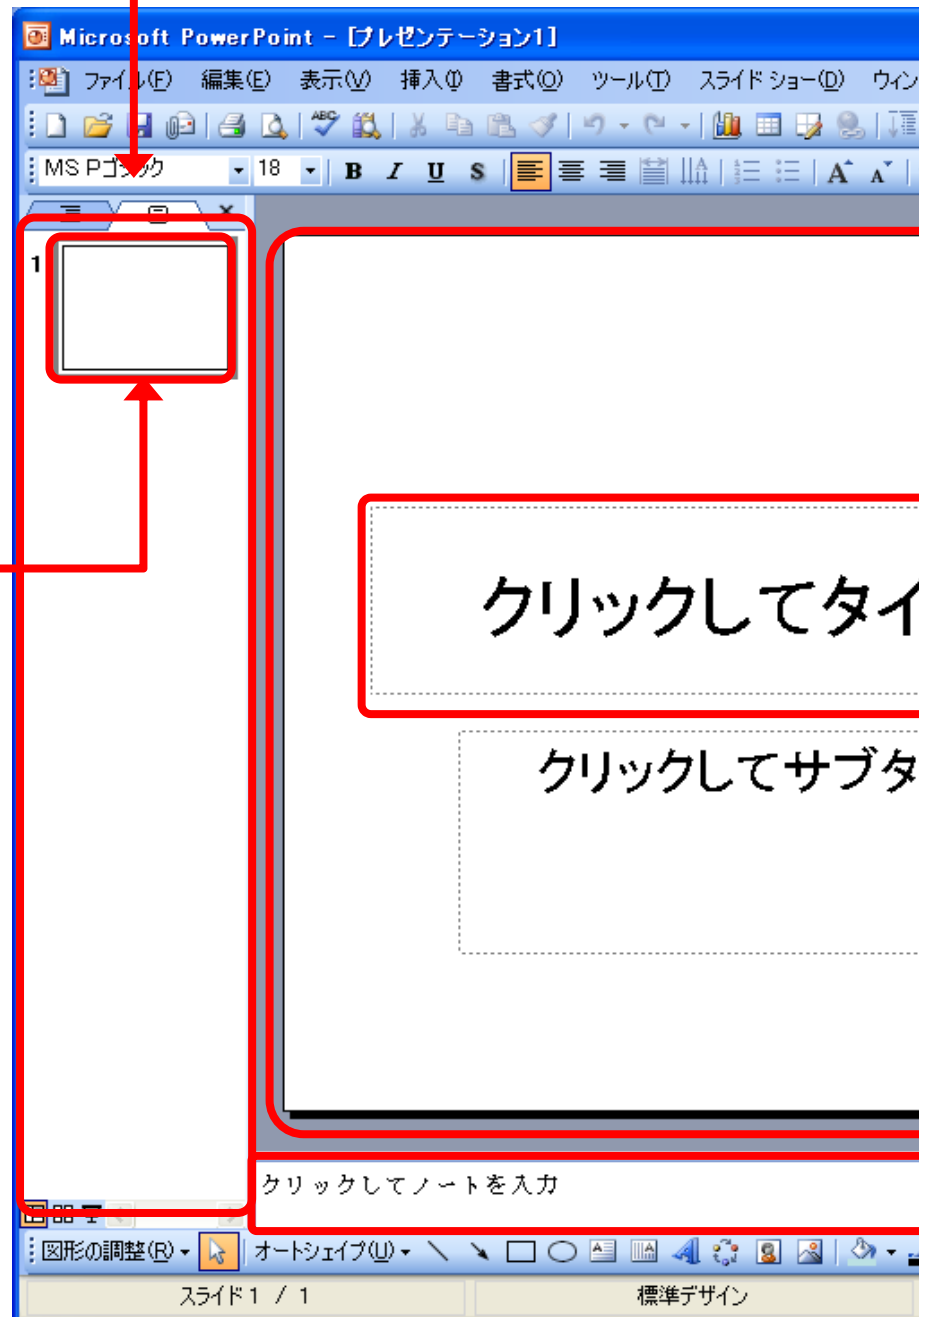 Microsoft PowerPoint - [プレゼンテーション1]
ファイル(F) 編集(E) 表示(V) 挿入(I) 書式(O) ツール(T) スライド ショー(D) ウィン
ABC
MS Pゴシック 18 B I U S A A
1
クリックしてタイ
クリックしてサブタ
クリックしてノートを入力
図形の調整(R) オートシェイプ(U)
スライド 1 / 1 標準デザイン